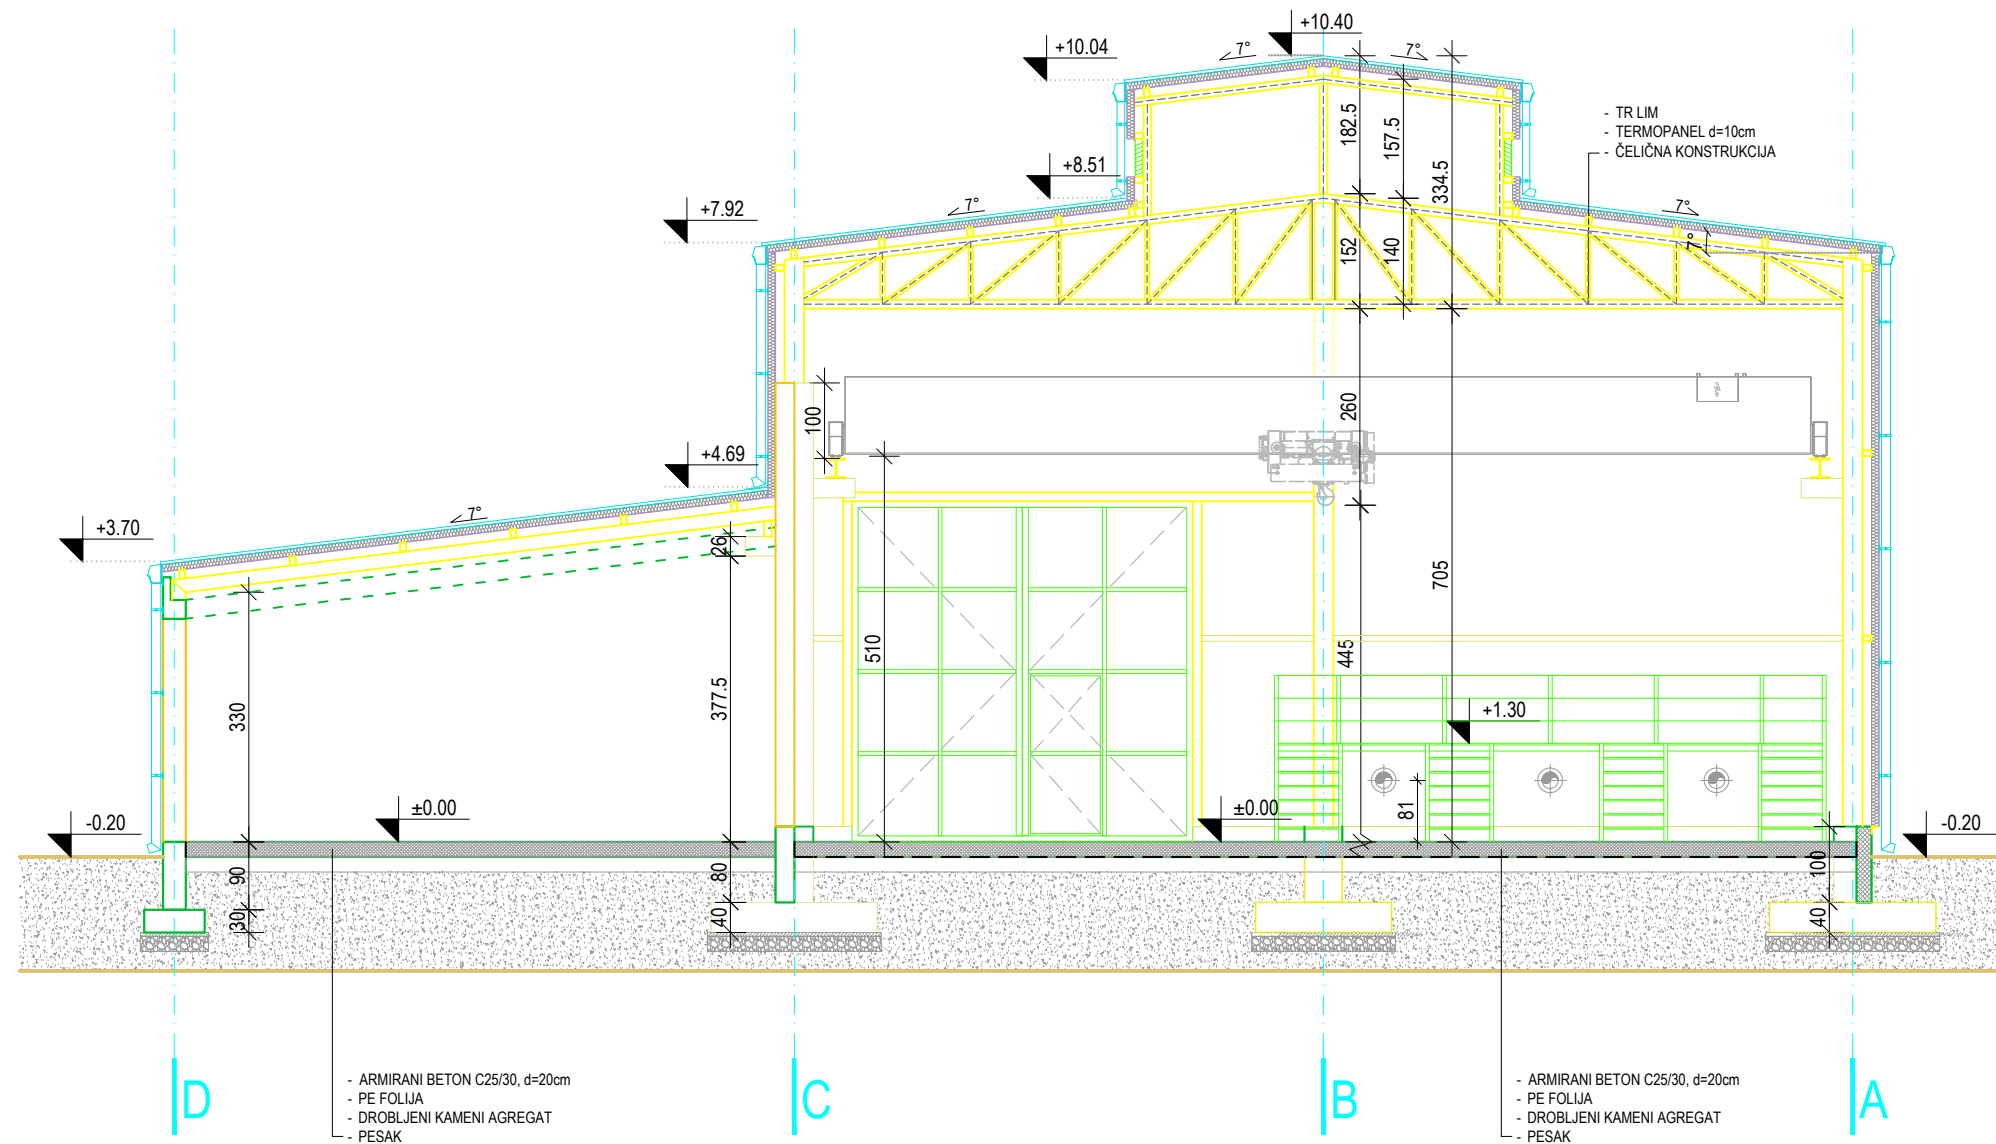 +10.40
+10.04
7°
7°
182.5
157.5
334.5
- TR LIM
- TERMOPANEL d=10cm
- ČELIČNA KONSTRUKCIJA
+8.51
+7.92
7°
7°
7°
152
140
100
260
+4.69
7°
+3.70
26
705
510
445
377.5
330
+1.30
81
±0.00
±0.00
-0.20
-0.20
90
30
80
40
100
40
- ARMIRANI BETON C25/30, d=20cm
- PE FOLIJA
- DROBLJENI KAMENI AGREGAT
- PESAK
- ARMIRANI BETON C25/30, d=20cm
- PE FOLIJA
- DROBLJENI KAMENI AGREGAT
- PESAK
D
C
B
A